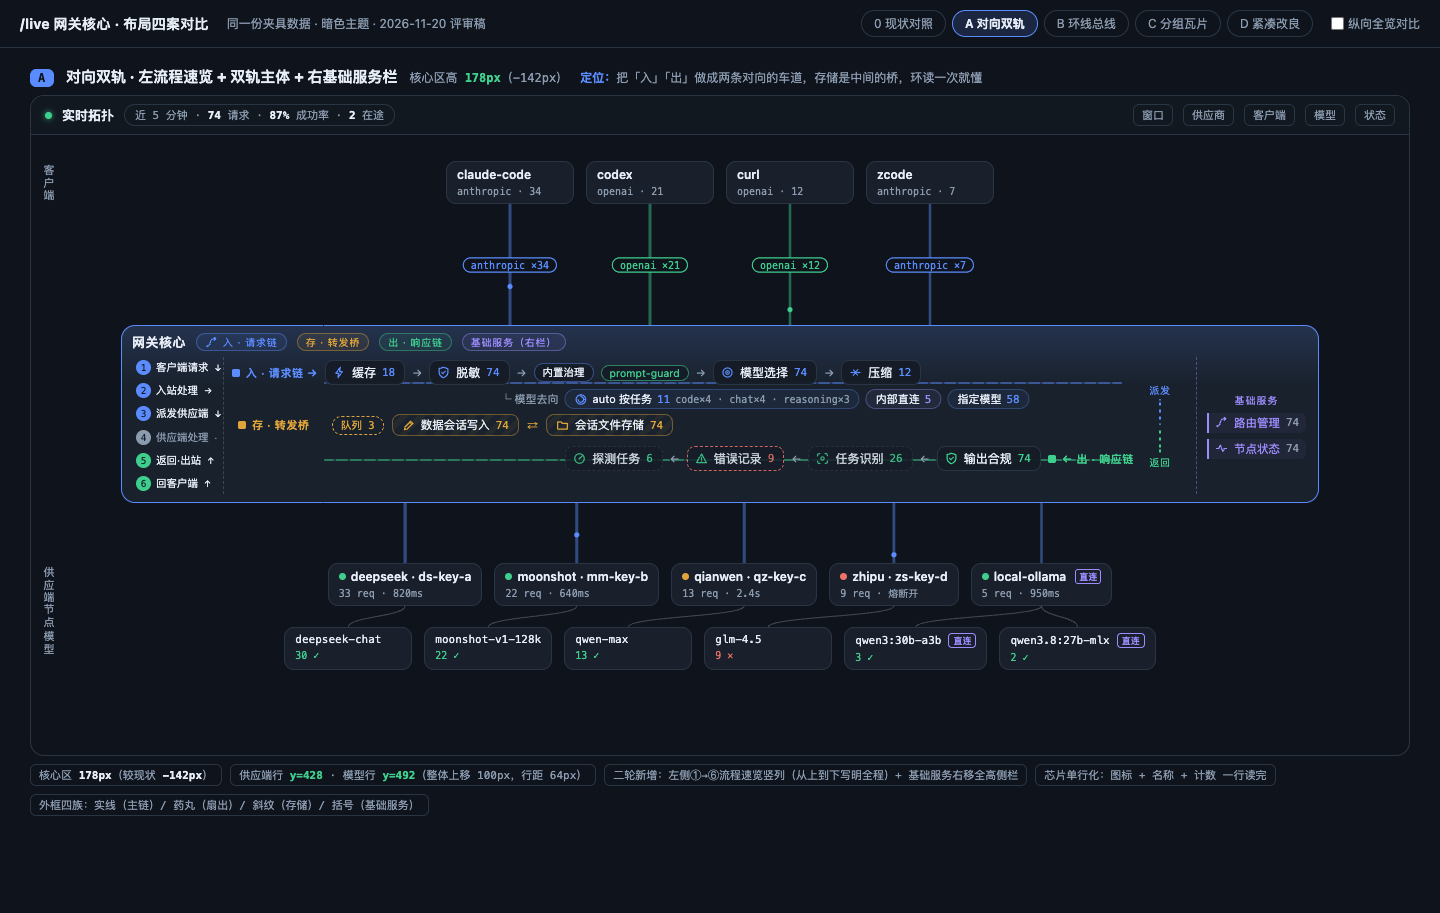 /live 网关核心 · 布局四案对比 同一份夹具数据 · 暗色主题 · 2026-11-20 评审稿 0 现状对照 A 对向双轨 B 环线总线 C 分组瓦片 D 紧凑改良 纵向全览对比
A 对向双轨 · 左流程速览 + 双轨主体 + 右基础服务栏 核心区高 178px (−142px) 定位: 把「入」「出」做成两条对向的车道, 存储是中间的桥, 环读一次就懂
实时拓扑 近 5 分钟 · 74 请求 · 87% 成功率 · 2 在途 窗口 供应商 客户端 模型 状态
客户端
claude-code codex curl zcode
anthropic · 34 openai · 21 openai · 12 anthropic · 7
anthropic ×34 openai ×21 openai ×12 anthropic ×7
网关核心 入 · 请求链 存 · 转发桥 出 · 响应链 基础服务 (右栏)
1 客户端请求 ↓
2 入站处理 →
3 派发供应端 ↓
4 供应端处理 ·
5 返回·出站 ↑
6 回客户端 ↑
入 · 请求链 → 缓存 18 → 脱敏 74 → 内置治理 prompt-guard → 模型选择 74 → 压缩 12
└ 模型去向 auto 按任务 11 code×4 · chat×4 · reasoning×3 内部直连 5 指定模型 58
存 · 转发桥 队列 3 数据会话写入 74 ⇄ 会话文件存储 74
探测任务 6 ← 错误记录 9 ← 任务识别 26 ← 输出合规 74 ← 出 · 响应链
派发
返回
基础服务
路由管理 74
节点状态 74
供应端节点
deepseek · ds-key-a moonshot · mm-key-b qianwen · qz-key-c zhipu · zs-key-d local-ollama 直连
33 req · 820ms 22 req · 640ms 13 req · 2.4s 9 req · 熔断开 5 req · 950ms
模型
deepseek-chat moonshot-v1-128k qwen-max glm-4.5 qwen3:30b-a3b 直连 qwen3.8:27b-mlx 直连
30 ✓ 22 ✓ 13 ✓ 9 × 3 ✓ 2 ✓
核心区 178px (较现状 −142px) 供应端行 y=428 · 模型行 y=492 (整体上移 100px, 行距 64px) 二轮新增: 左侧①→⑥流程速览竖列 (从上到下写明全程) + 基础服务右移全高侧栏 芯片单行化: 图标 + 名称 + 计数 一行读完
外框四族: 实线 (主链) / 药丸 (扇出) / 斜纹 (存储) / 括号 (基础服务)